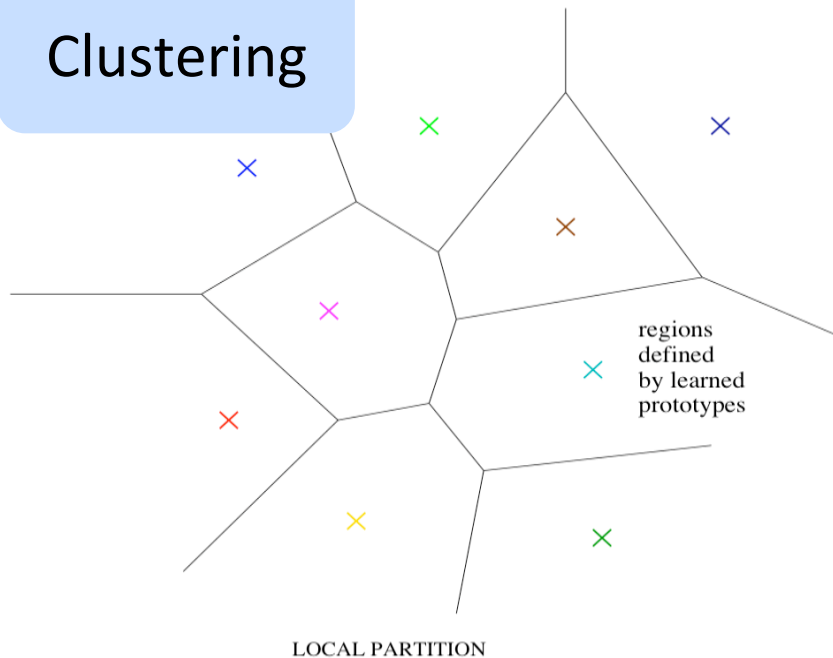 Clustering
regions
defined
by learned
prototypes
LOCAL PARTITION